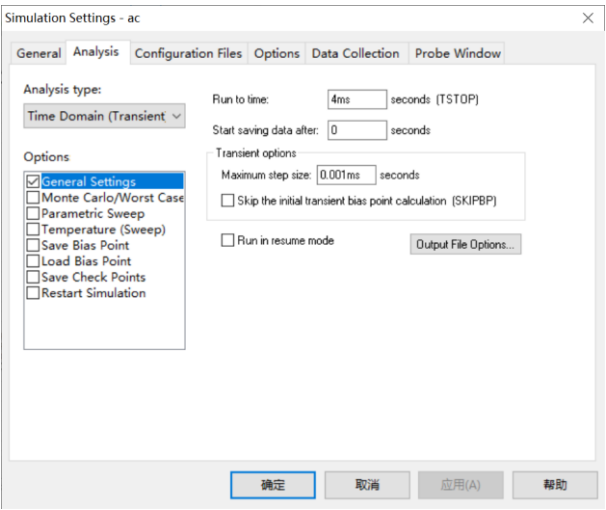 Simulation Settings - ac
General Analysis Configuration Files Options Data Collection Probe Window
Analysis type:
Time Domain (Transient
Run to time: 4ms seconds (TSTOP)
Start saving data after: 0 seconds
Transient options
Maximum step size: 0.001ms seconds
Skip the initial transient bias point calculation (SKIPBP)
Run in resume mode
Output File Options...
Options
General Settings
Monte Carlo/Worst Case
Parametric Sweep
Temperature (Sweep)
Save Bias Point
Load Bias Point
Save Check Points
Restart Simulation
确定 取消 应用(A) 帮助